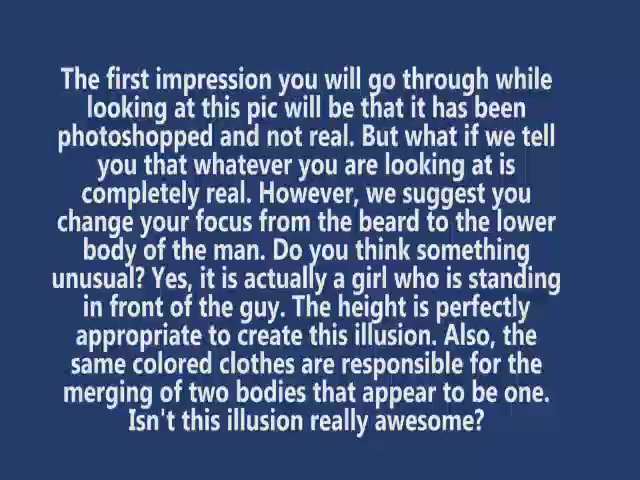 The first impression you will go through while
looking at this pic will be that it has been
photoshopped and not real. But what if we tell
you that whatever you are looking at is
completely real. However, we suggest you
change your focus from the beard to the lower
body of the man. Do you think something
unusual? Yes, it is actually a girl who is standing
in front of the guy. The height is perfectly
appropriate to create this illusion. Also, the
same colored clothes are responsible for the
merging of two bodies that appear to be one.
Isn't this illusion really awesome?